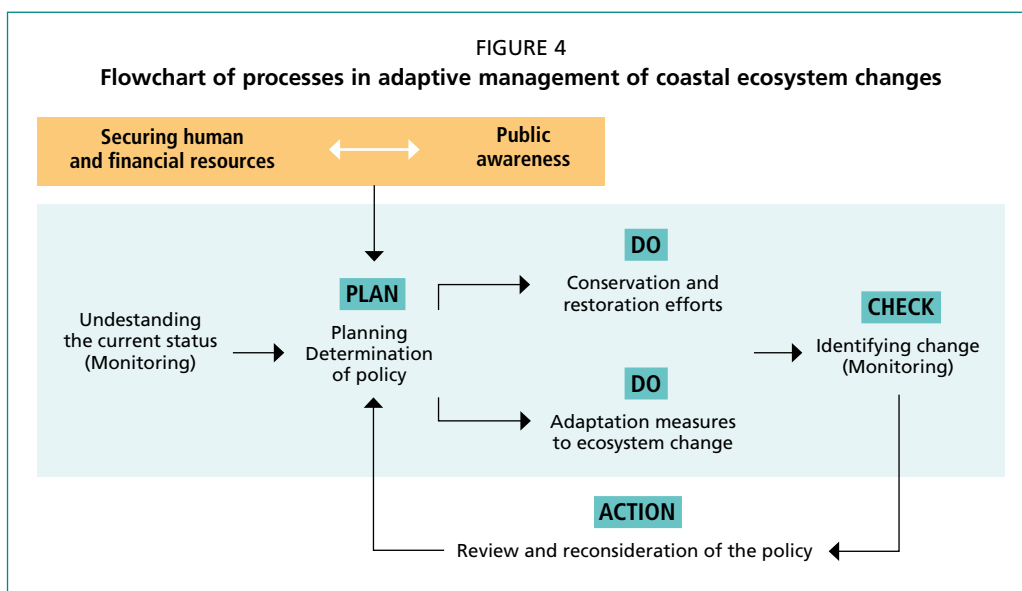 FIGURE 4
Flowchart of processes in adaptive management of coastal ecosystem changes
Securing human
and financial resources
Public
awareness
Undestanding
the current status
(Monitoring)
PLAN
Planning
Determination
of policy
DO
Conservation and
restoration efforts
DO
Adaptation measures
to ecosystem change
CHECK
Identifying change
(Monitoring)
ACTION
Review and reconsideration of the policy